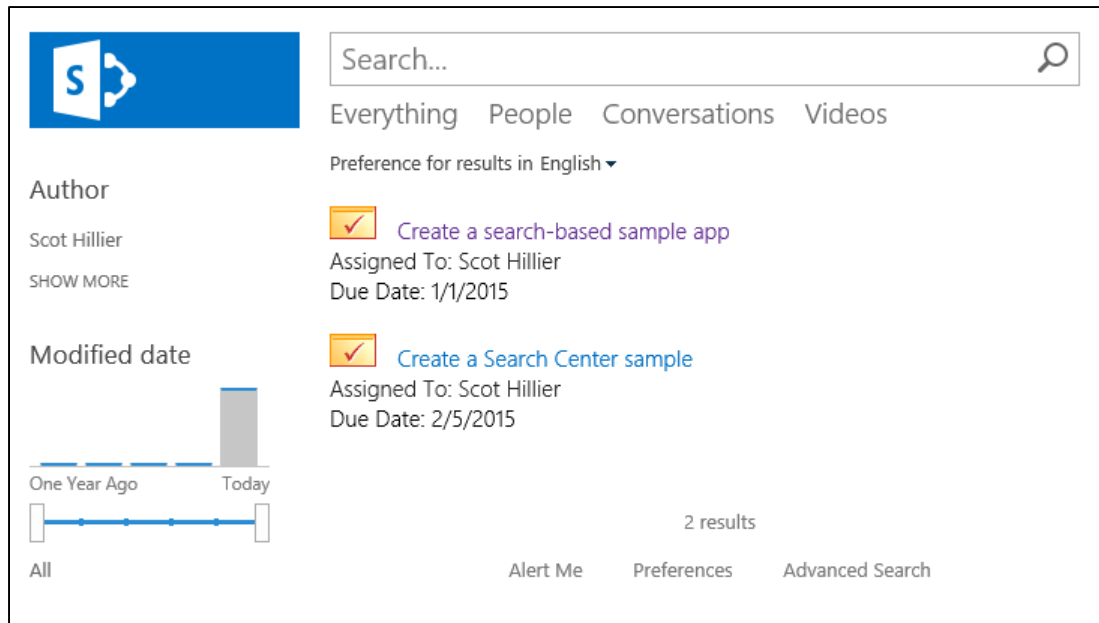 S
Search...
Everything People Conversations Videos
Preference for results in English
Author
Scot Hillier
SHOW MORE
Modified date
One Year Ago Today
All
Create a search-based sample app
Assigned To: Scot Hillier
Due Date: 1/1/2015
Create a Search Center sample
Assigned To: Scot Hillier
Due Date: 2/5/2015
2 results
Alert Me Preferences Advanced Search